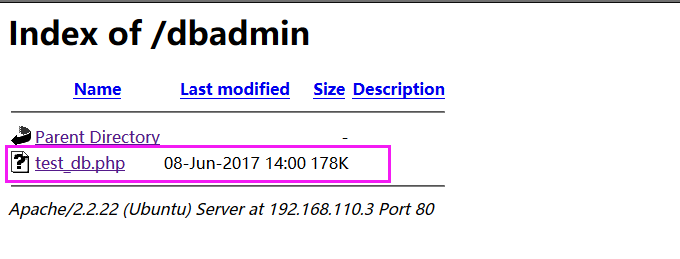 Index of /dbadmin
Name Last modified Size Description
Parent Directory -
test_db.php 08-Jun-2017 14:00 178K
Apache/2.2.22 (Ubuntu) Server at 192.168.110.3 Port 80